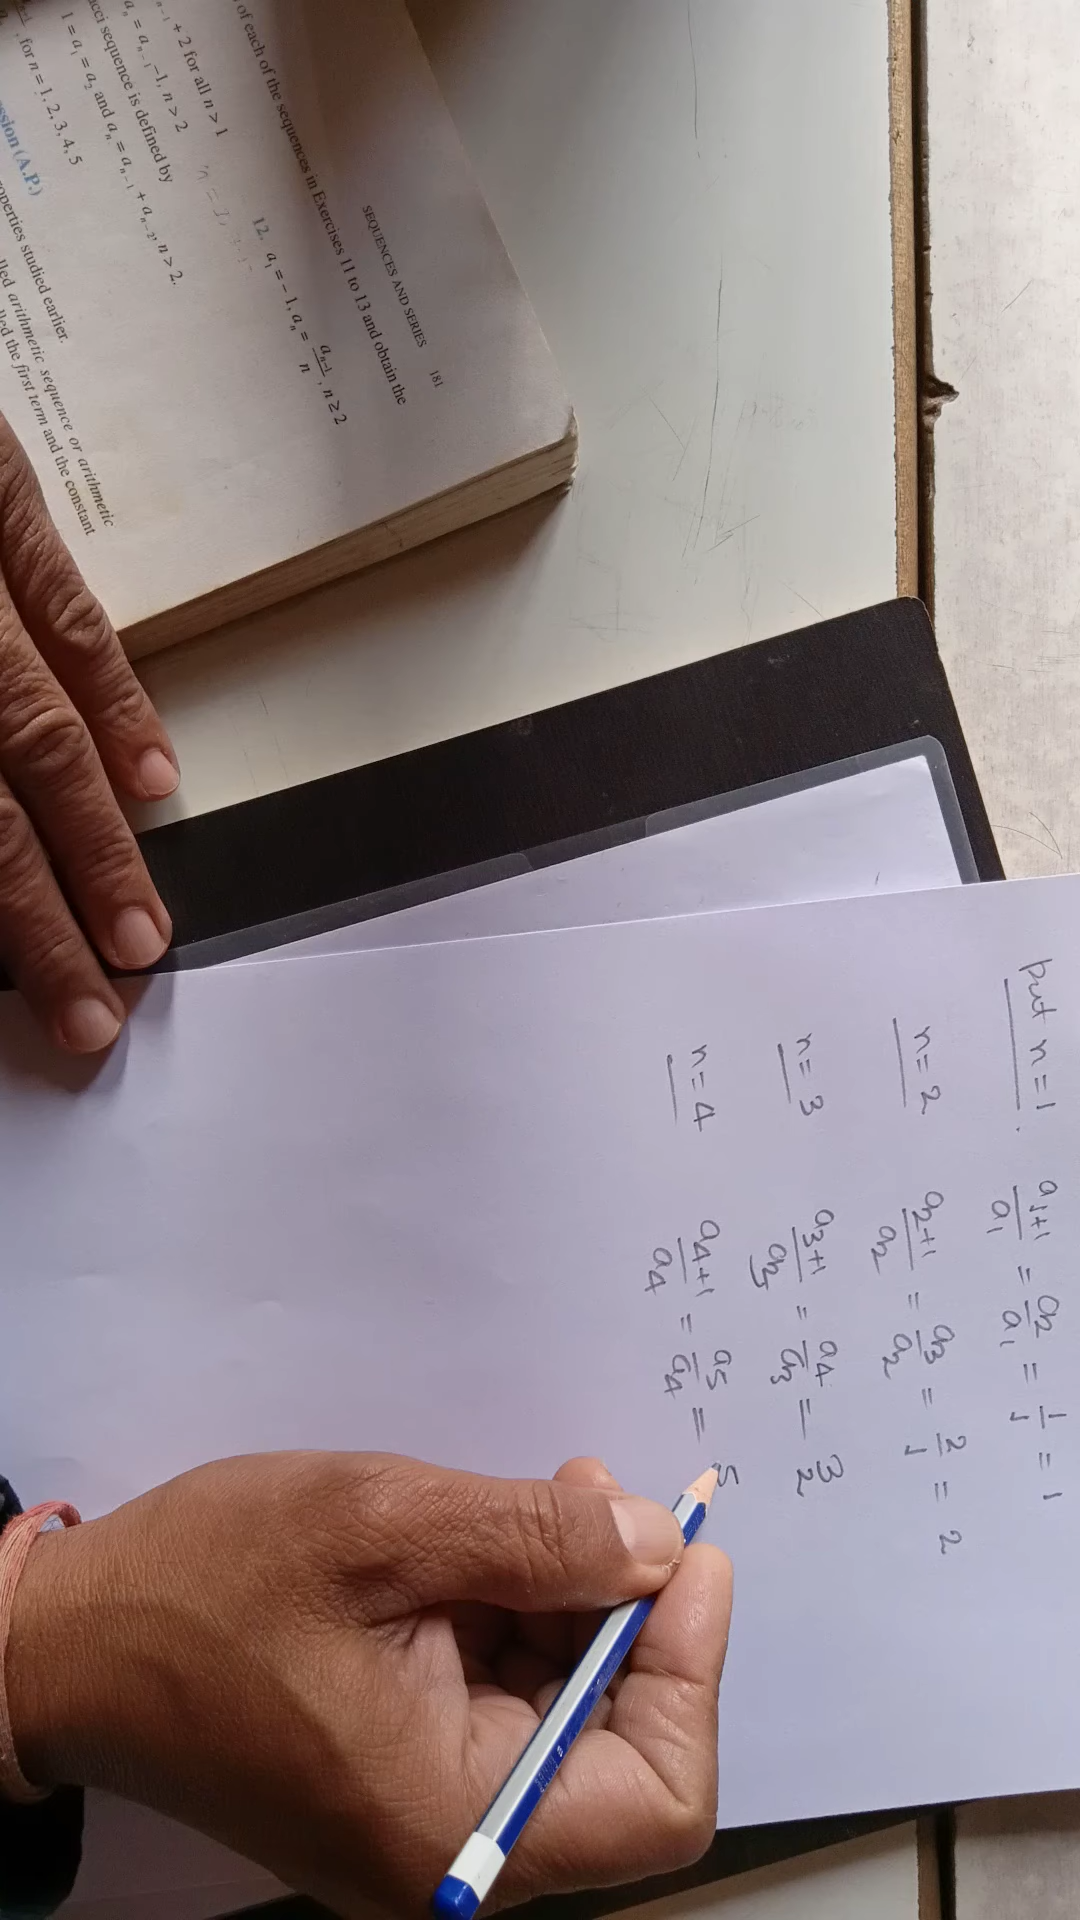 SEQUENCES AND SERIES 181
of each of the sequences in Exercises 11 to 13 and obtain the
12. a₁ = – 1, aₙ = aₙ₋₁/n, n ≥ 2
+ 2 for all n > 1
aₙ = aₙ₋₁–1, n > 2
sequence is defined by
1 = a₁ = a₂ and aₙ = aₙ₋₁ + aₙ₋₂, n > 2.
, for n = 1, 2, 3, 4, 5
(A.P.)
studied earlier.
arithmetic sequence or arithmetic
the first term and the constant
put n = 1. a₁₊₁/a₁ = a₂/a₁ = 1/1 = 1
n = 2 a₂₊₁/a₂ = a₃/a₂ = 2/1 = 2
n = 3 a₃₊₁/a₃ = a₄/a₃ = 3/2
n = 4 a₄₊₁/a₄ = a₅/a₄ = 5